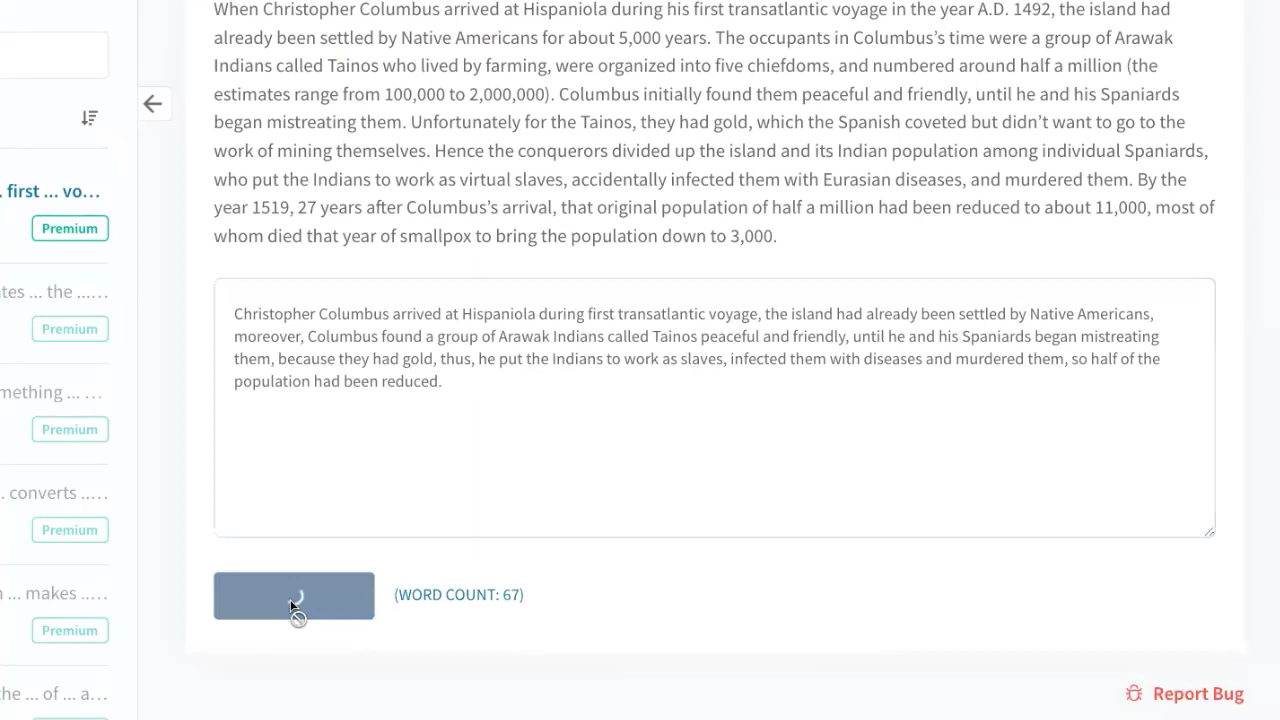 When Christopher Columbus arrived at Hispaniola during his first transatlantic voyage in the year A.D. 1492, the island had
already been settled by Native Americans for about 5,000 years. The occupants in Columbus’s time were a group of Arawak
Indians called Tainos who lived by farming, were organized into five chiefdoms, and numbered around half a million (the
estimates range from 100,000 to 2,000,000). Columbus initially found them peaceful and friendly, until he and his Spaniards
began mistreating them. Unfortunately for the Tainos, they had gold, which the Spanish coveted but didn’t want to go to the
work of mining themselves. Hence the conquerors divided up the island and its Indian population among individual Spaniards,
who put the Indians to work as virtual slaves, accidentally infected them with Eurasian diseases, and murdered them. By the
year 1519, 27 years after Columbus’s arrival, that original population of half a million had been reduced to about 11,000, most of
whom died that year of smallpox to bring the population down to 3,000.
Christopher Columbus arrived at Hispaniola during first transatlantic voyage, the island had already been settled by Native Americans,
moreover, Columbus found a group of Arawak Indians called Tainos peaceful and friendly, until he and his Spaniards began mistreating
them, because they had gold, thus, he put the Indians to work as slaves, infected them with diseases and murdered them, so half of the
population had been reduced.
(WORD COUNT: 67)
. first ... vo...
Premium
... the ......
Premium
... ...
Premium
. converts .....
Premium
... makes .....
Premium
... of ... a...
Report Bug